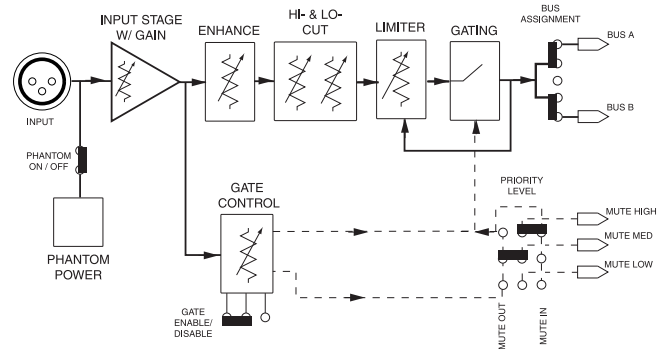 INPUT STAGE
W/ GAIN
ENHANCE
HI- & LO-
CUT
LIMITER
GATING
BUS
ASSIGNMENT
BUS A
BUS B
INPUT
PHANTOM
ON / OFF
PHANTOM
POWER
GATE
CONTROL
GATE
ENABLE/
DISABLE
PRIORITY
LEVEL
MUTE HIGH
MUTE MED
MUTE LOW
MUTE OUT
MUTE IN